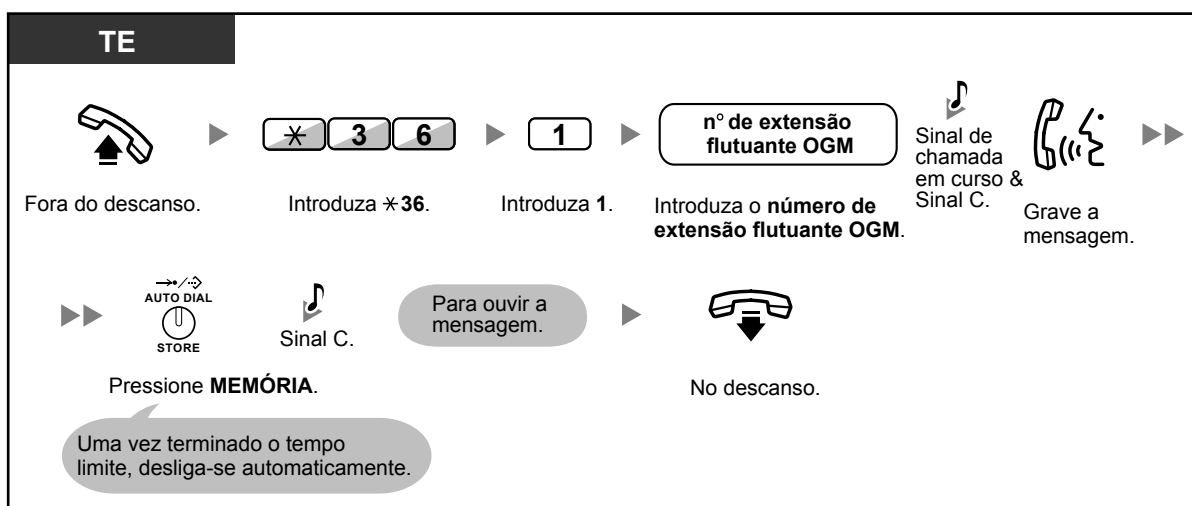 TE
✳ 3 6
1
n° de extensão
flutuante OGM
Sinal de
chamada
em curso &
Sinal C.
Fora do descanso.
Introduza ✳36.
Introduza 1.
Introduza o número de
extensão flutuante OGM.
Grave a
mensagem.
AUTO DIAL
STORE
Sinal C.
Para ouvir a
mensagem.
Pressione MEMÓRIA.
No descanso.
Uma vez terminado o tempo
limite, desliga-se automaticamente.